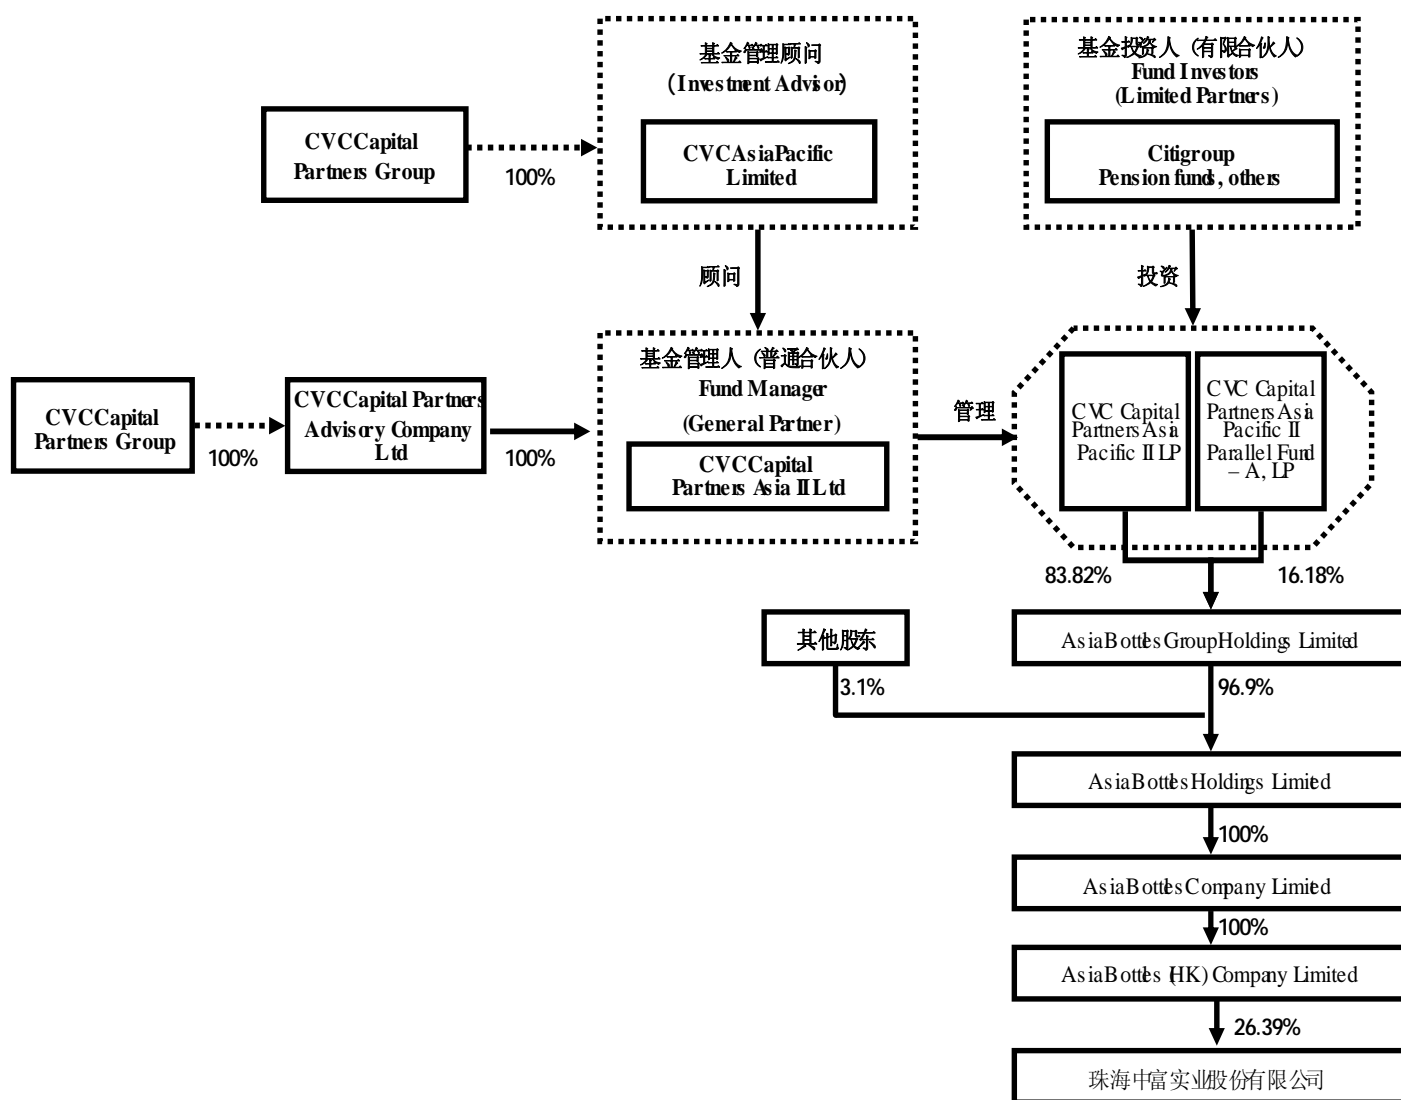 基金管理顾问
(Investment Advisor)
CVC Asia Pacific
Limited
基金投资人 (有限合伙人)
Fund Investors
(Limited Partners)
Citigroup
Pension funds, others
CVC Capital
Partners Group
100%
顾问
投资
基金管理人 (普通合伙人)
Fund Manager
(General Partner)
CVC Capital
Partners Asia II Ltd
CVC Capital
Partners Group
100%
CVC Capital Partners
Advisory Company
Ltd
100%
管理
CVC Capital
Partners Asia
Pacific II LP
CVC Capital
Partners Asia
Pacific II
Parallel Fund
– A, LP
83.82%
16.18%
其他股东
Asia Bottles Group Holdings Limited
3.1%
96.9%
Asia Bottles Holdings Limited
100%
Asia Bottles Company Limited
100%
Asia Bottles (HK) Company Limited
26.39%
珠海中富实业股份有限公司